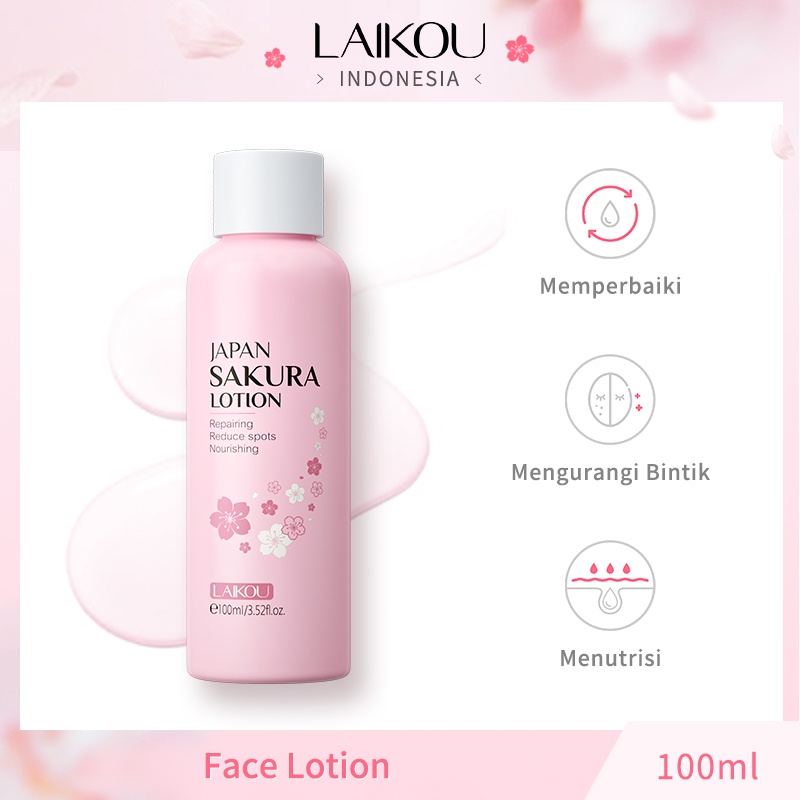 LAIKOU
> INDONESIA <
JAPAN
SAKURA
LOTION
Repairing
Reduce spots
Nourishing
LAIKOU
℮100ml/3.52fl.oz.
Memperbaiki
Mengurangi Bintik
Menutrisi
Face Lotion
100ml